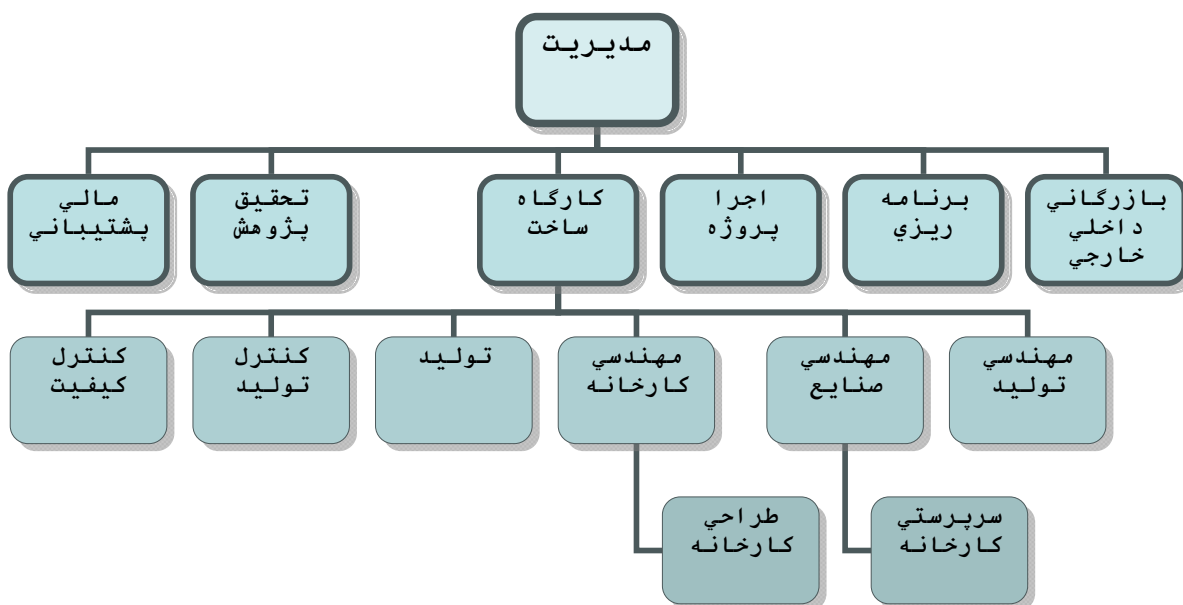 مديريت
بازرگاني
داخلي
خارجي
برنامه
ريزي
اجرا
پروژه
كارگاه
ساخت
تحقيق
پژوهش
مالي
پشتيباني
مهندسي
توليد
مهندسي
صنايع
مهندسي
كارخانه
توليد
كنترل
توليد
كنترل
كيفيت
سرپرستي
كارخانه
طراحي
كارخانه